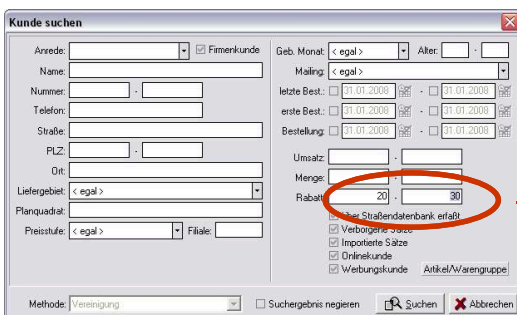 Kunde suchen
Anrede: Firmenkunde
Name:
Nummer: -
Telefon:
Straße:
PLZ: -
Ort:
Liefergebiet: < egal >
Planquadrat:
Preisstufe: < egal > Filiale:
Geb. Monat: < egal > Alter: -
Mailing: < egal >
letzte Best.: 31.01.2008 - 31.01.2008
erste Best.: 31.01.2008 - 31.01.2008
Bestellung: 31.01.2008 - 31.01.2008
Umsatz: -
Menge: -
Rabatt: 20 - 30
Über Straßendatenbank erfaßt
Verborgene Sätze
Importierte Sätze
Onlinekunde
Werbungskunde Artikel/Warengruppe
Methode: Vereinigung Suchergebnis negieren Suchen Abbrechen